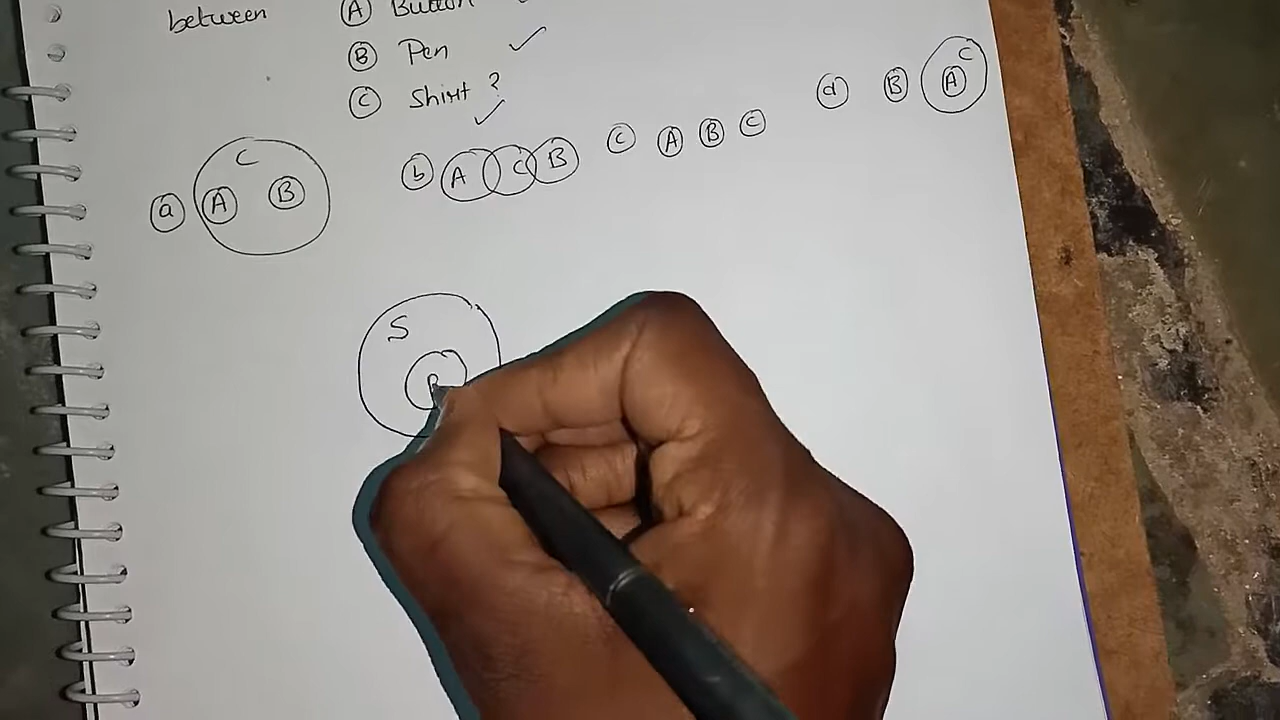 between Ⓐ Button
Ⓑ Pen ✓
Ⓒ Shirt ?
✓
ⓐ C Ⓐ Ⓑ
ⓑ A C B
Ⓒ Ⓐ Ⓑ Ⓒ
ⓓ Ⓑ C Ⓐ
S
B